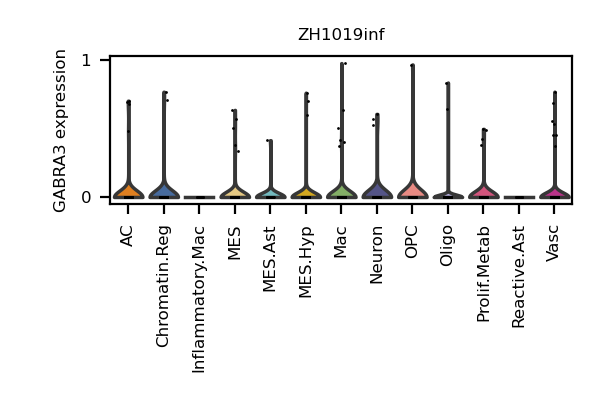 ZH1019inf
GABRA3 expression
1
0
AC
Chromatin.Reg
Inflammatory.Mac
MES
MES.Ast
MES.Hyp
Mac
Neuron
OPC
Oligo
Prolif.Metab
Reactive.Ast
Vasc